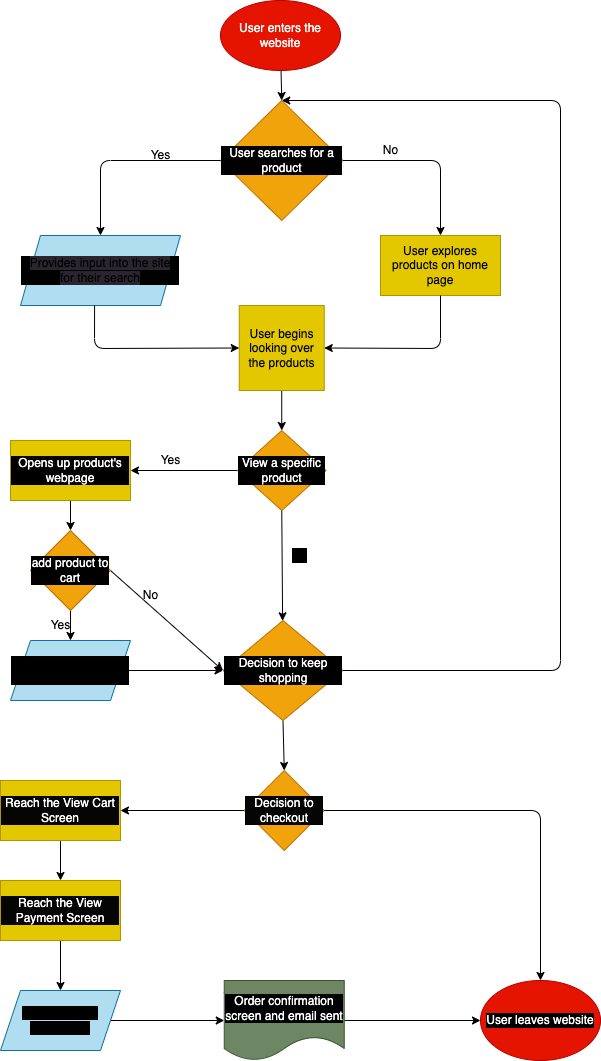 User enters the
website
User searches for a
product
Yes
No
Provides input into the site
for their search
User explores
products on home
page
User begins
looking over
the products
View a specific
product
Yes
Opens up product's
webpage
add product to
cart
No
Yes
Decision to keep
shopping
Decision to
checkout
Reach the View Cart
Screen
Reach the View
Payment Screen
Order confirmation
screen and email sent
User leaves website